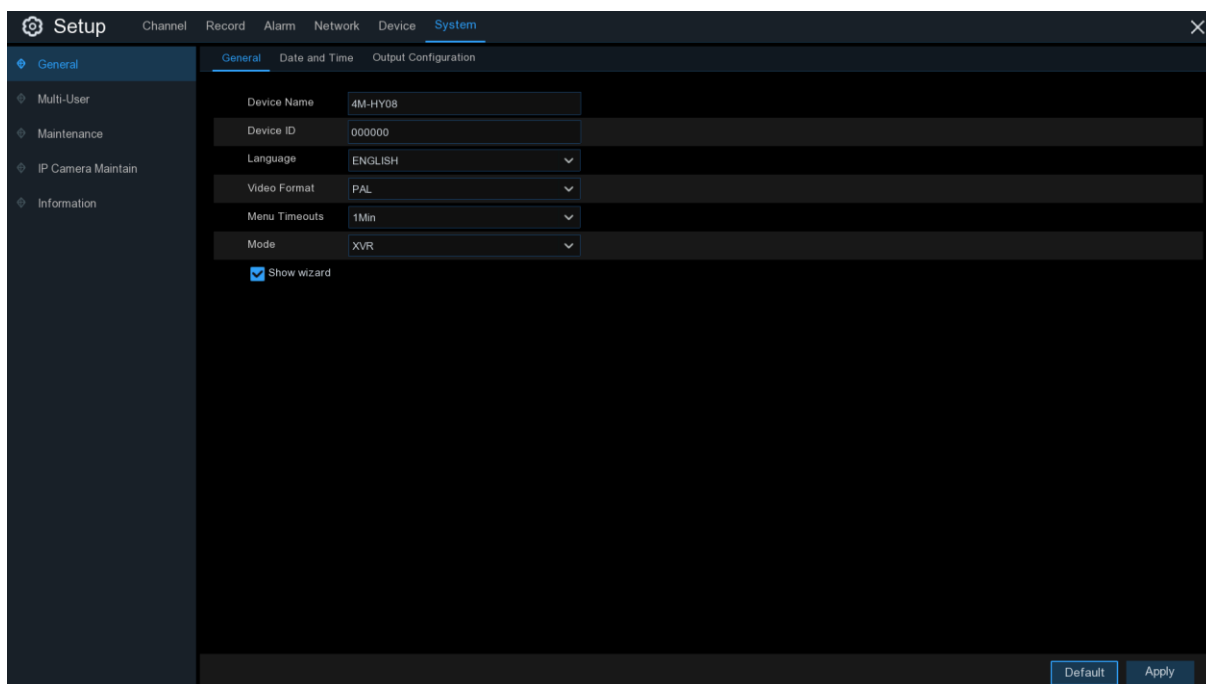 Setup Channel Record Alarm Network Device System
General
Multi-User
Maintenance
IP Camera Maintain
Information
General Date and Time Output Configuration
Device Name 4M-HY08
Device ID 000000
Language ENGLISH
Video Format PAL
Menu Timeouts 1Min
Mode XVR
Show wizard
Default Apply